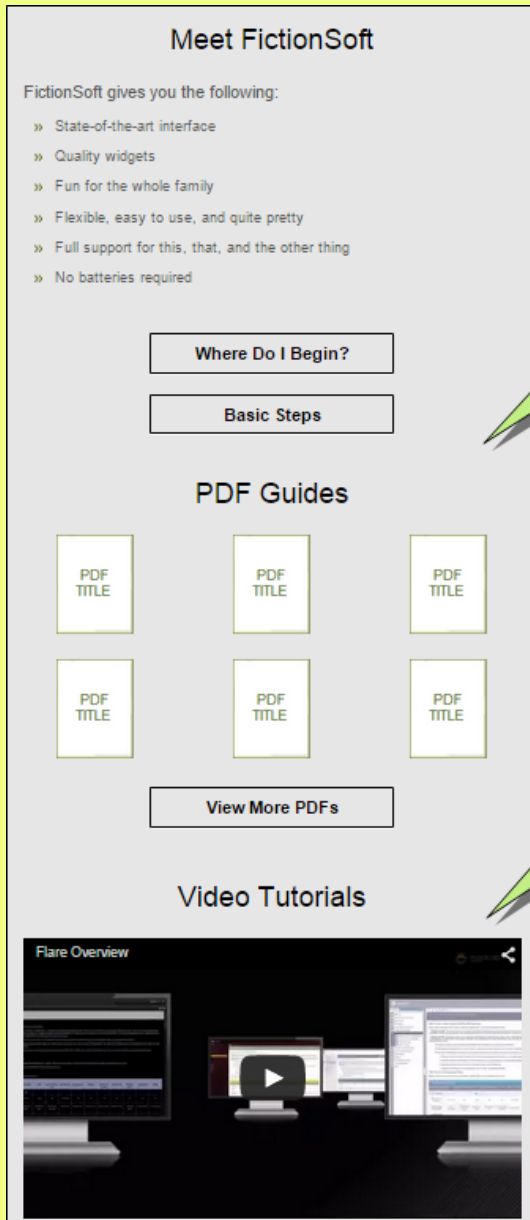 Meet FictionSoft
FictionSoft gives you the following:
» State-of-the-art interface
» Quality widgets
» Fun for the whole family
» Flexible, easy to use, and quite pretty
» Full support for this, that, and the other thing
» No batteries required
Where Do I Begin?
Basic Steps
PDF Guides
PDF
TITLE
PDF
TITLE
PDF
TITLE
PDF
TITLE
PDF
TITLE
PDF
TITLE
View More PDFs
Video Tutorials
Flare Overview